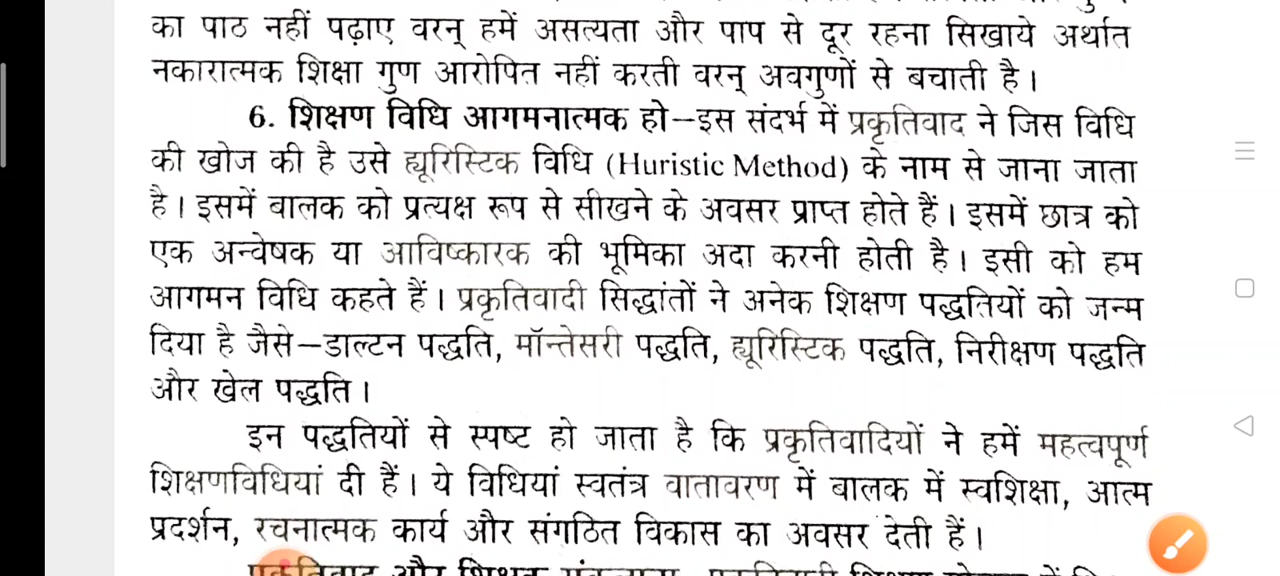 का पाठ नहीं पढ़ाए वरन् हमें असत्यता और पाप से दूर रहना सिखाये अर्थात
नकारात्मक शिक्षा गुण आरोपित नहीं करती वरन् अवगुणों से बचाती है।
6. शिक्षण विधि आगमनात्मक हो–इस संदर्भ में प्रकृतिवाद ने जिस विधि
की खोज की है उसे ह्यूरिस्टिक विधि (Huristic Method) के नाम से जाना जाता
है। इसमें बालक को प्रत्यक्ष रूप से सीखने के अवसर प्राप्त होते हैं। इसमें छात्र को
एक अन्वेषक या आविष्कारक की भूमिका अदा करनी होती है। इसी को हम
आगमन विधि कहते हैं। प्रकृतिवादी सिद्धांतों ने अनेक शिक्षण पद्धतियों को जन्म
दिया है जैसे–डाल्टन पद्धति, मॉन्तेसरी पद्धति, ह्यूरिस्टिक पद्धति, निरीक्षण पद्धति
और खेल पद्धति।
इन पद्धतियों से स्पष्ट हो जाता है कि प्रकृतिवादियों ने हमें महत्वपूर्ण
शिक्षणविधियां दी हैं। ये विधियां स्वतंत्र वातावरण में बालक में स्वशिक्षा, आत्म
प्रदर्शन, रचनात्मक कार्य और संगठित विकास का अवसर देती हैं।
प्रकृतिवाद और